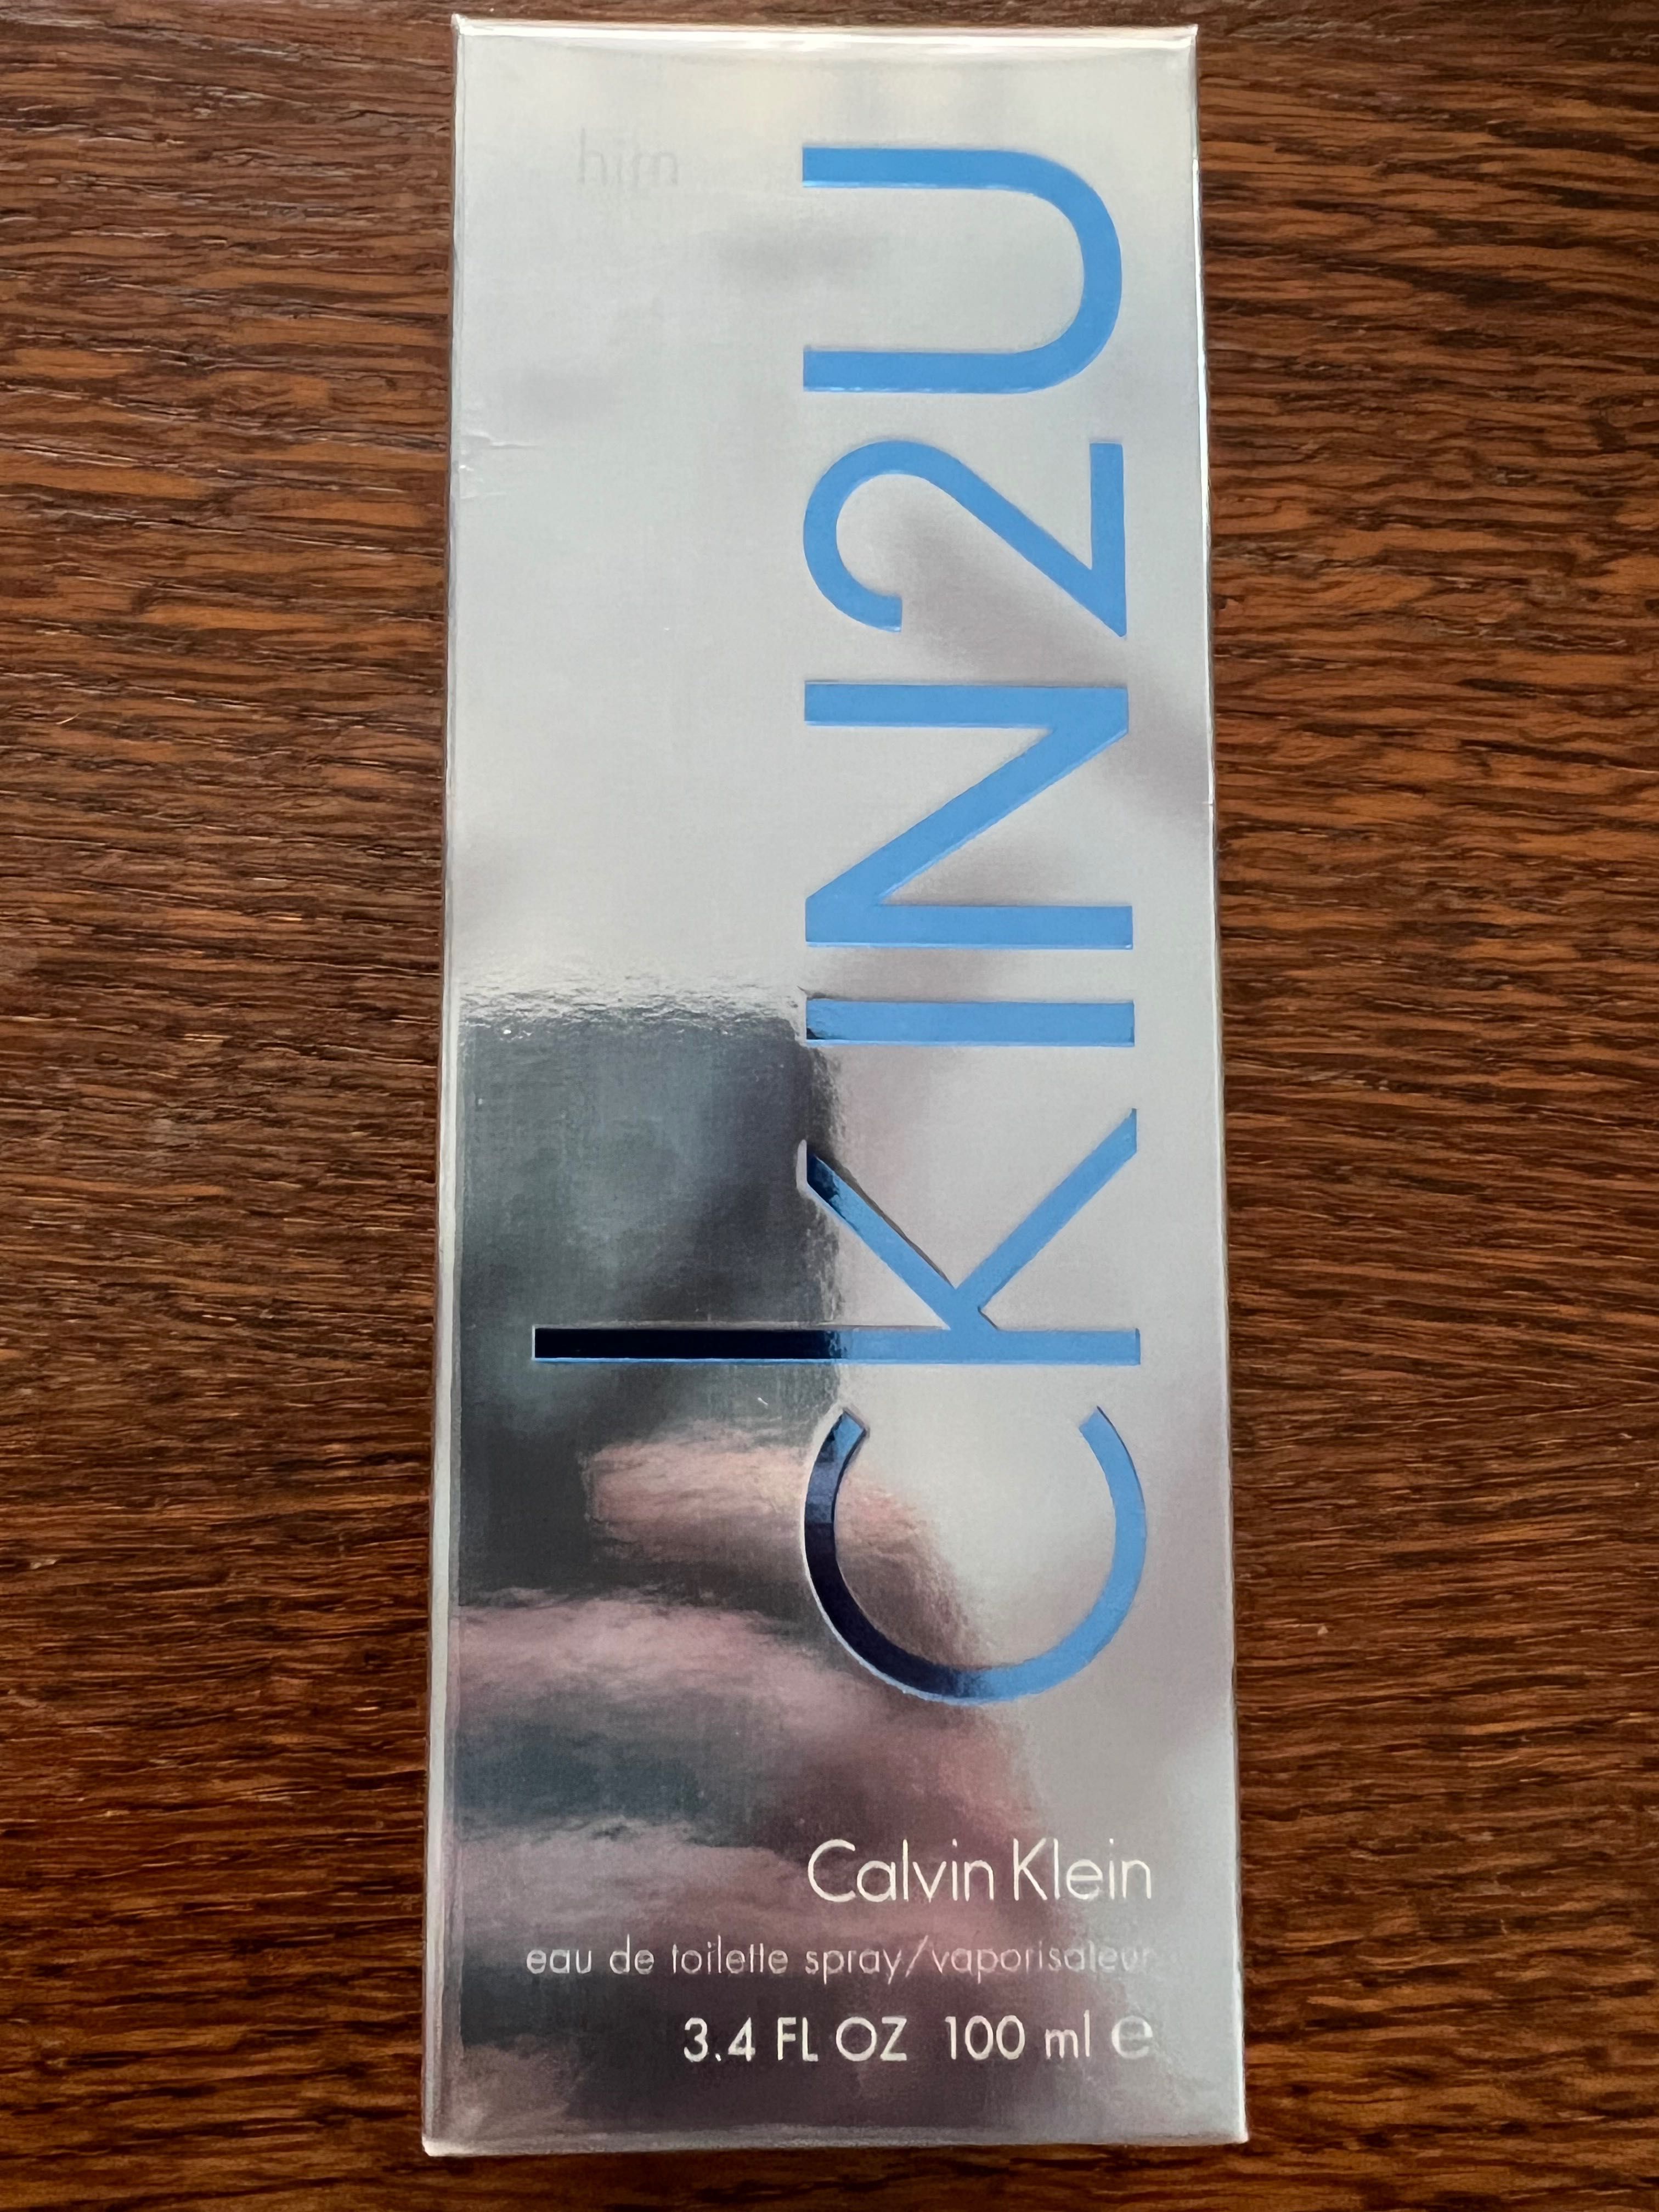 him
ckIN2U
Calvin Klein
eau de toilette spray/vaporisateur
3.4 FL OZ 100 ml e